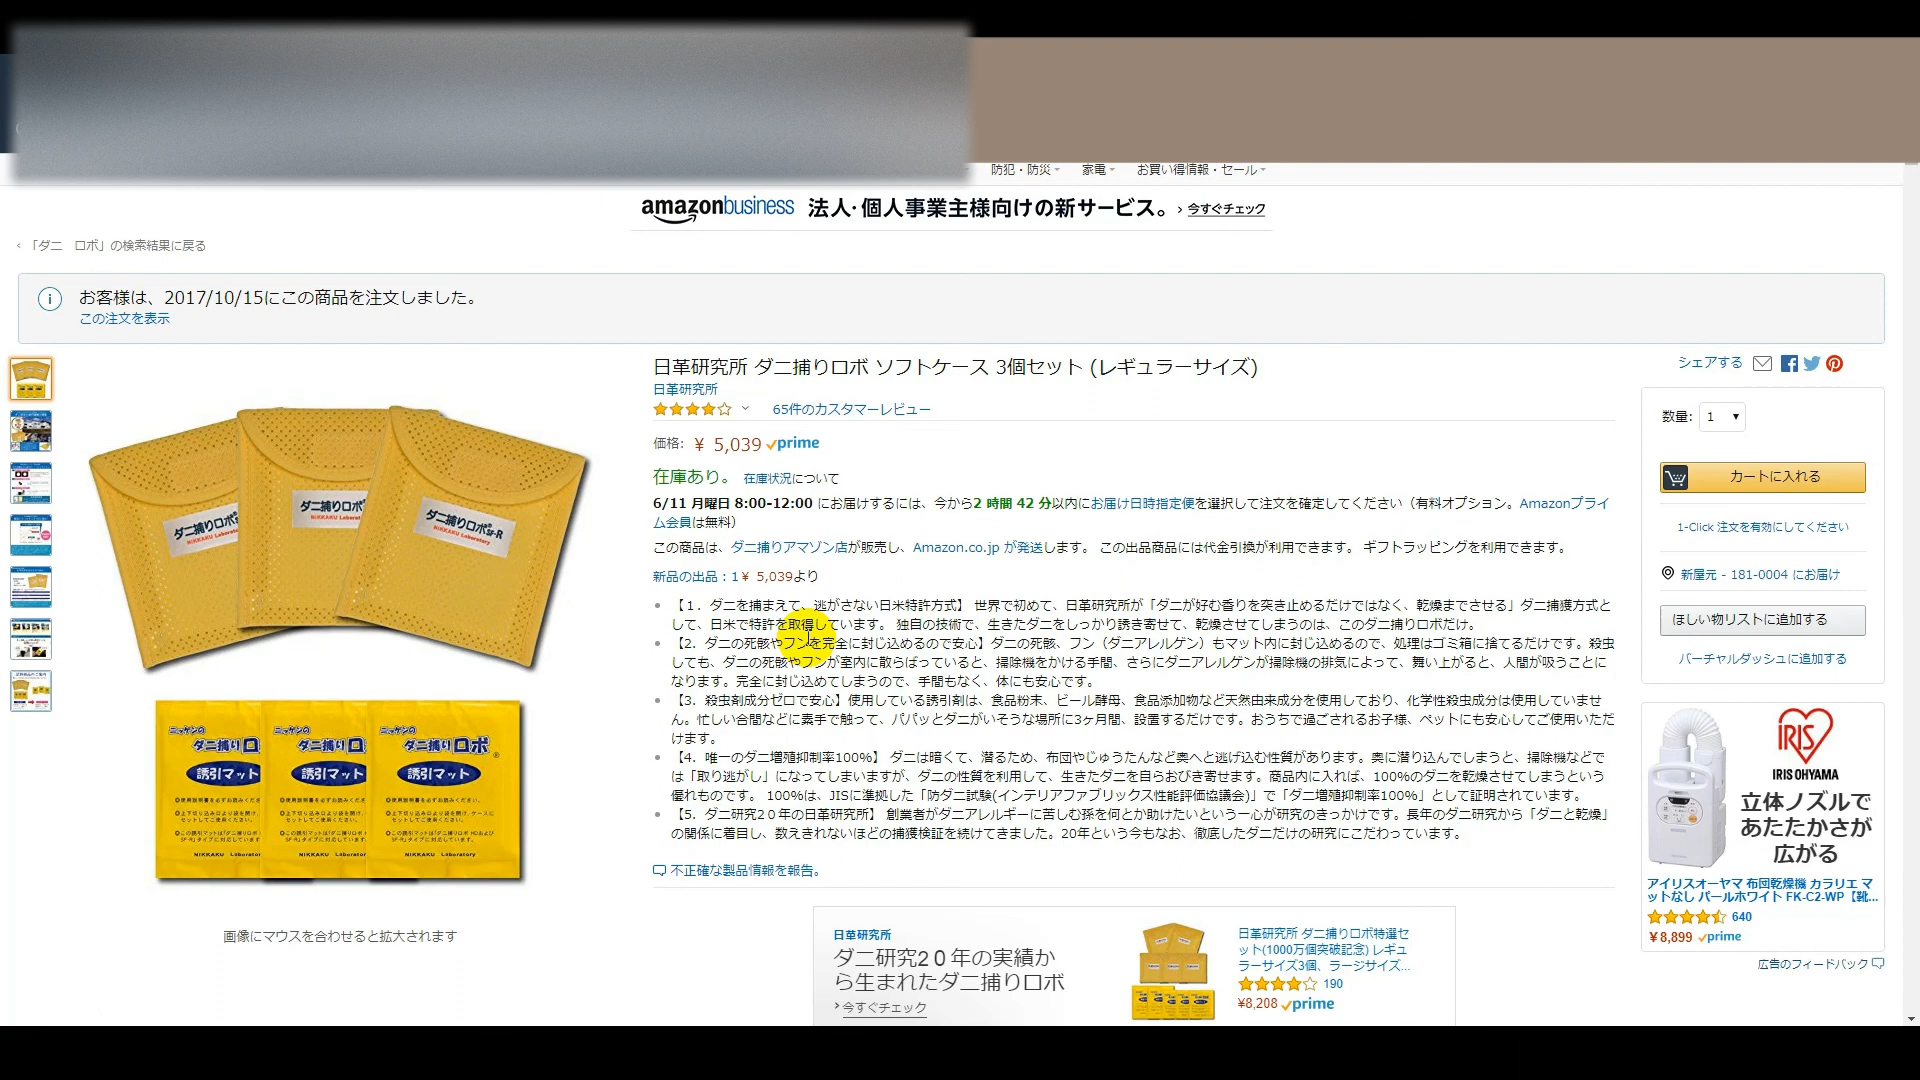 防犯・防災 家電 お買い得情報・セール
amazonbusiness 法人・個人事業主様向けの新サービス。 › 今すぐチェック
‹ 「ダニ　ロボ」の検索結果に戻る
お客様は、2017/10/15にこの商品を注文しました。
この注文を表示
日革研究所 ダニ捕りロボ ソフトケース 3個セット (レギュラーサイズ)
日革研究所
65件のカスタマーレビュー
価格: ¥ 5,039 prime
在庫あり。 在庫状況について
6/11 月曜日 8:00-12:00 にお届けするには、今から2 時間 42 分以内にお届け日時指定便を選択して注文を確定してください（有料オプション。Amazonプライ
ム会員は無料）
この商品は、ダニ捕りアマゾン店が販売し、Amazon.co.jp が発送します。 この出品商品には代金引換が利用できます。 ギフトラッピングを利用できます。
新品の出品：1¥ 5,039より
【１．ダニを捕まえて、逃がさない日米特許方式】 世界で初めて、日革研究所が「ダニが好む香りを突き止めるだけではなく、乾燥までさせる」ダニ捕獲方式と
して、日米で特許を取得しています。 独自の技術で、生きたダニをしっかり誘き寄せて、乾燥させてしまうのは、このダニ捕りロボだけ。
【2．ダニの死骸やフンを完全に封じ込めるので安心】ダニの死骸、フン（ダニアレルゲン）もマット内に封じ込めるので、処理はゴミ箱に捨てるだけです。殺虫
しても、ダニの死骸やフンが室内に散らばっていると、掃除機をかける手間、さらにダニアレルゲンが掃除機の排気によって、舞い上がると、人間が吸うことに
なります。完全に封じ込めてしまうので、手間もなく、体にも安心です。
【3．殺虫剤成分ゼロで安心】使用している誘引剤は、食品粉末、ビール酵母、食品添加物など天然由来成分を使用しており、化学性殺虫成分は使用していませ
ん。忙しい合間などに素手で触って、パパッとダニがいそうな場所に3ヶ月間、設置するだけです。おうちで過ごされるお子様、ペットにも安心してご使用いただ
けます。
【4．唯一のダニ増殖抑制率100%】 ダニは暗くて、潜るため、布団やじゅうたんなど奥へと逃げ込む性質があります。奥に潜り込んでしまうと、掃除機などで
は「取り逃がし」になってしまいますが、ダニの性質を利用して、生きたダニを自らおびき寄せます。商品内に入れば、100%のダニを乾燥させてしまうという
優れものです。 100%は、JISに準拠した「防ダニ試験(インテリアファブリックス性能評価協議会)」で「ダニ増殖抑制率100%」として証明されています。
【5．ダニ研究２０年の日革研究所】 創業者がダニアレルギーに苦しむ孫を何とか助けたいという一心が研究のきっかけです。長年のダニ研究から「ダニと乾燥」
の関係に着目し、数えきれないほどの捕獲検証を続けてきました。20年という今もなお、徹底したダニだけの研究にこだわっています。
不正確な製品情報を報告。
ダニ捕りロボ
NIKKAKU Laborat
ダニ捕りロボ
NIKKAKU Laborat
ダニ捕りロボSF-R
NIKKAKU Laboratory
ニッケンの ニッケンの ニッケンの
ダニ捕りロ ダニ捕りロ ダニ捕りロボ
誘引マット 誘引マット 誘引マット
NIKKAKU Labora NIKKAKU Laborat NIKKAKU Laboratory
画像にマウスを合わせると拡大されます
日革研究所
ダニ研究２０年の実績か
ら生まれたダニ捕りロボ
› 今すぐチェック
日革研究所 ダニ捕りロボ特選セ
ット(1000万個突破記念) レギュ
ラーサイズ3個、ラージサイズ...
190
¥8,208 prime
シェアする
数量: 1
カートに入れる
1-Click 注文を有効にしてください
新屋元 - 181-0004 にお届け
ほしい物リストに追加する
バーチャルダッシュに追加する
IRIS
IRIS OHYAMA
立体ノズルで
あたたかさが
広がる
アイリスオーヤマ 布団乾燥機 カラリエ マ
ットなし パールホワイト FK-C2-WP【靴...
640
¥8,899 prime
広告のフィードバック